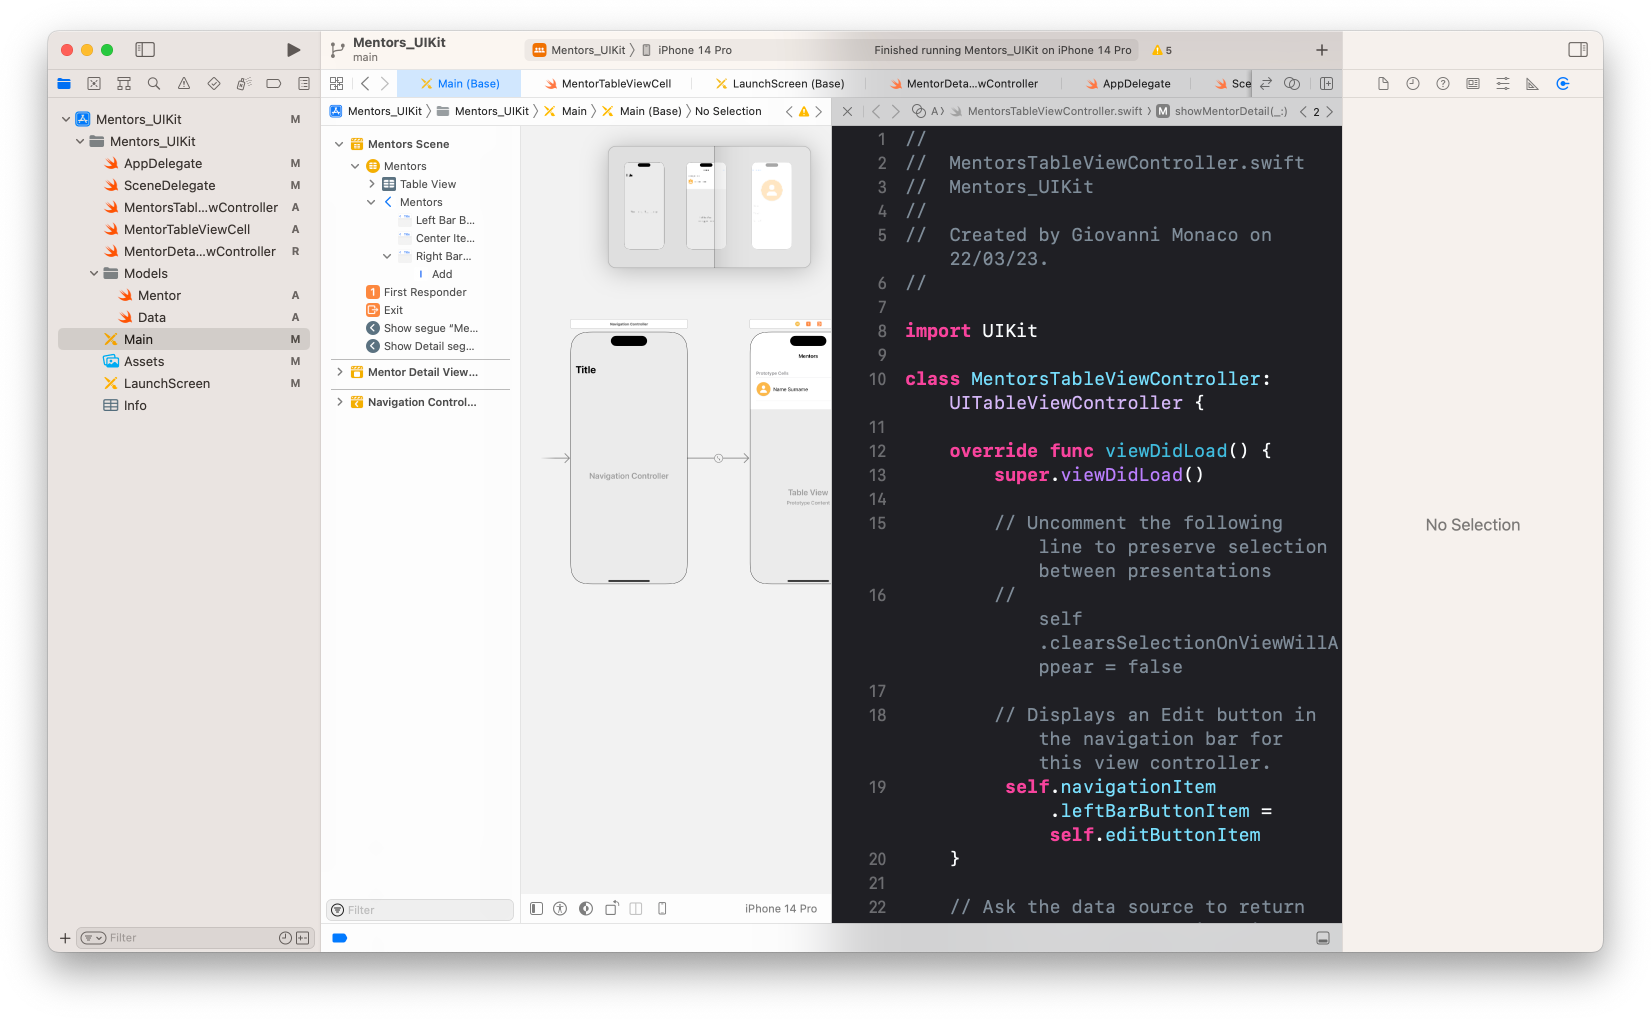 Mentors_UIKit
main
Mentors_UIKit
iPhone 14 Pro
Finished running Mentors_UIKit on iPhone 14 Pro
5
Main (Base)
MentorTableViewCell
LaunchScreen (Base)
MentorDeta...wController
AppDelegate
Sce
Mentors_UIKit
Mentors_UIKit
Main
Main (Base)
No Selection
A
MentorsTableViewController.swift
M
showMentorDetail(_:)
2
Mentors_UIKit M
Mentors_UIKit
AppDelegate M
SceneDelegate M
MentorsTabl...wController A
MentorTableViewCell A
MentorDeta...wController R
Models
Mentor A
Data A
Main M
Assets M
LaunchScreen M
Info
Filter
Mentors Scene
Mentors
Table View
Mentors
Left Bar B...
Center Ite...
Right Bar...
Add
1 First Responder
Exit
Show segue “Me...
Show Detail seg...
Mentor Detail View...
Navigation Control...
Filter
Navigation Controller
Title
Navigation Controller
Mentors
Prototype Cells
Name Surname
Table View
Prototype Content
iPhone 14 Pro
1 //
2 //  MentorsTableViewController.swift
3 //  Mentors_UIKit
4 //
5 //  Created by Giovanni Monaco on
22/03/23.
6 //
7
8 import UIKit
9
10 class MentorsTableViewController:
UITableViewController {
11
12 override func viewDidLoad() {
13 super.viewDidLoad()
14
15 // Uncomment the following
line to preserve selection
between presentations
16 //
self
.clearsSelectionOnViewWillA
ppear = false
17
18 // Displays an Edit button in
the navigation bar for
this view controller.
19 self.navigationItem
.leftBarButtonItem =
self.editButtonItem
20 }
21
22 // Ask the data source to return
No Selection